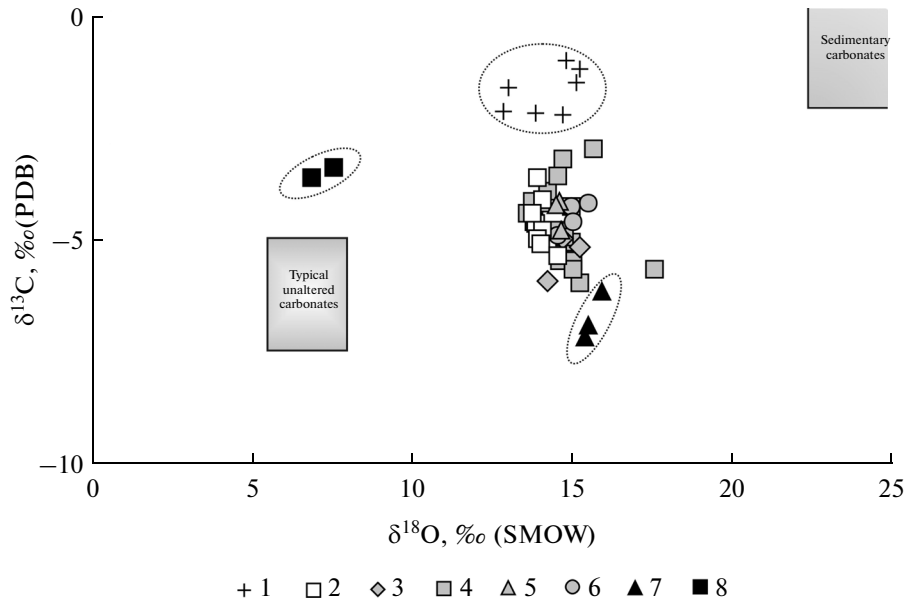 0
Sedimentary
carbonates
δ¹³C, ‰(PDB)
−5
Typical
unaltered
carbonates
−10
0 5 10 15 20 25
δ¹⁸O, ‰ (SMOW)
1 2 3 4 5 6 7 8